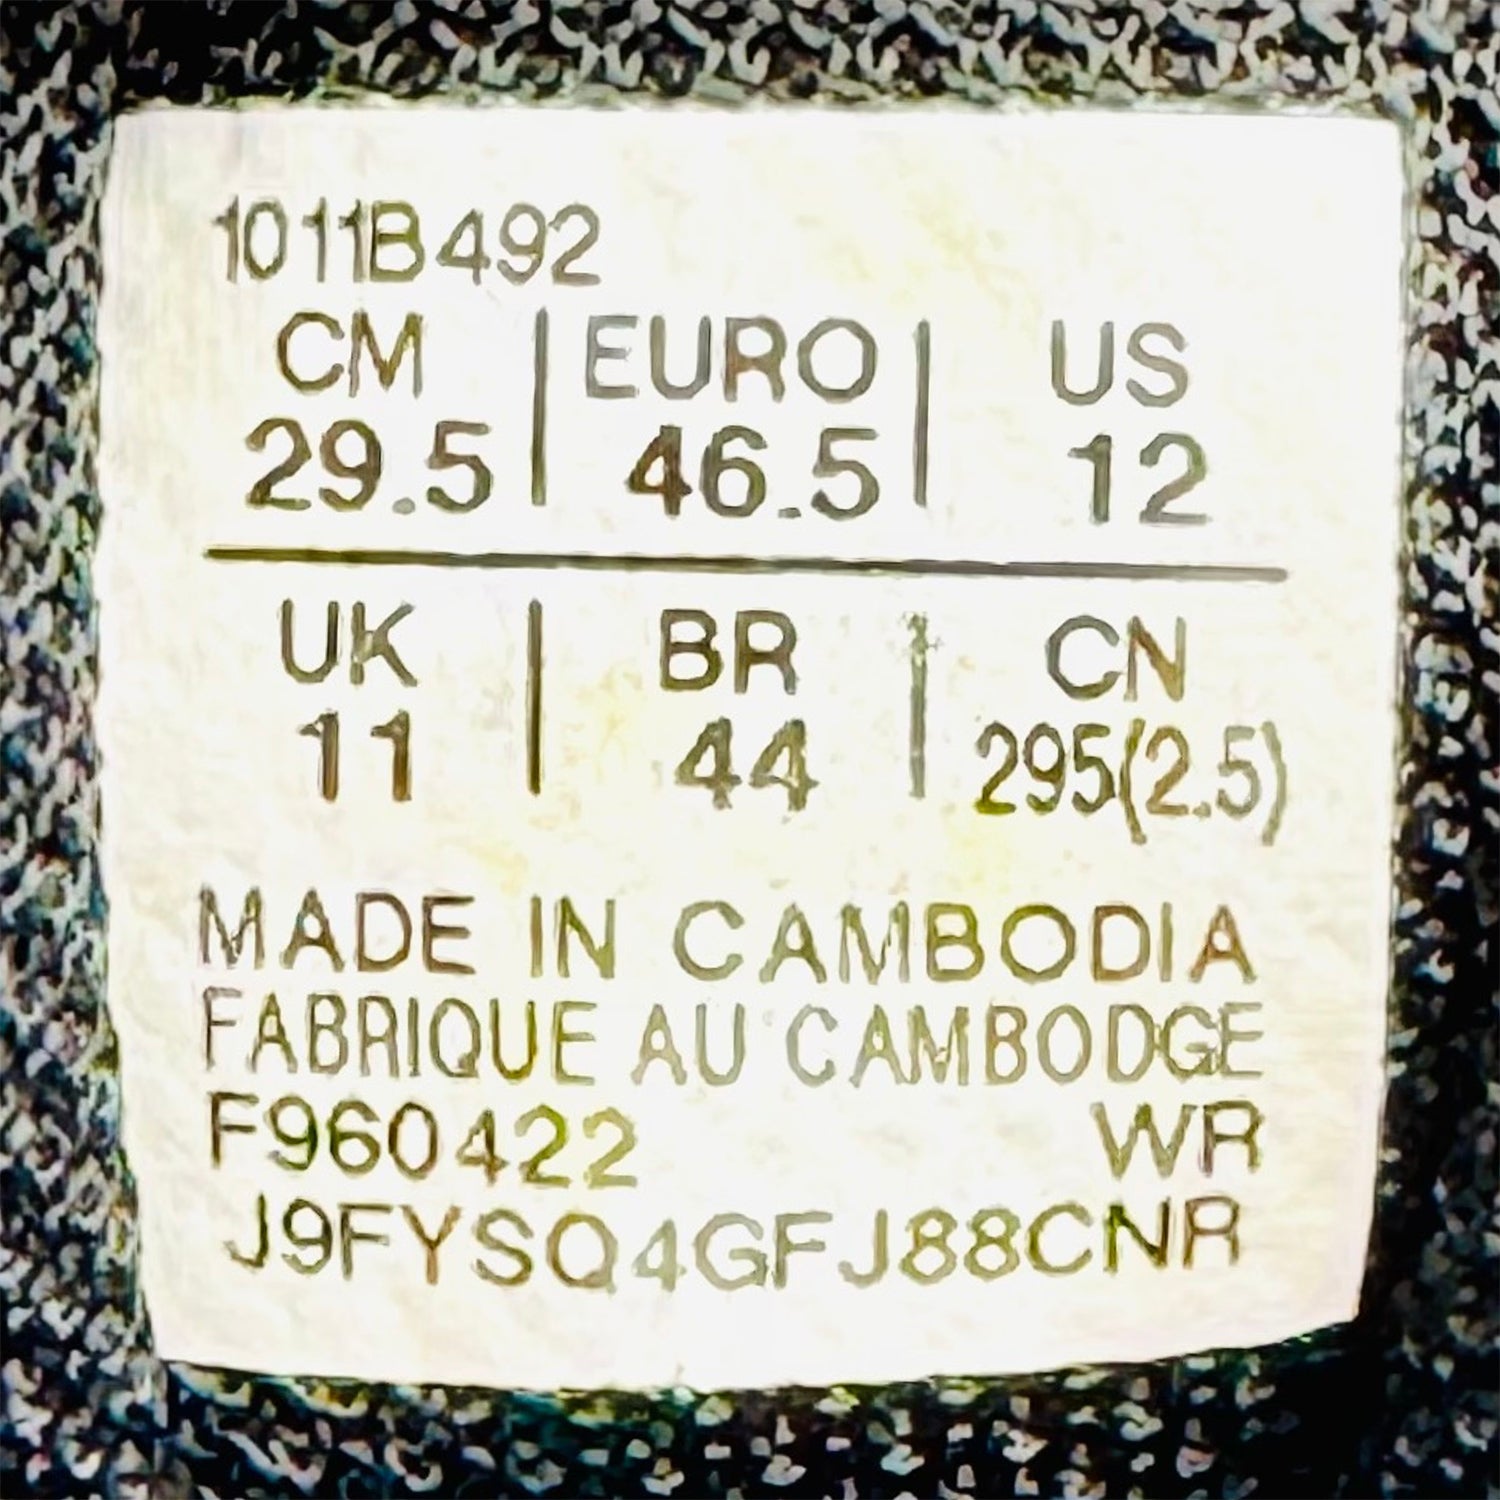 1011B492
CM | EURO | US
29.5 | 46.5 | 12
UK | BR | CN
11 | 44 | 295(2.5)
MADE IN CAMBODIA
FABRIQUE AU CAMBODGE
F960422 WR
J9FYSQ4GFJ88CNR